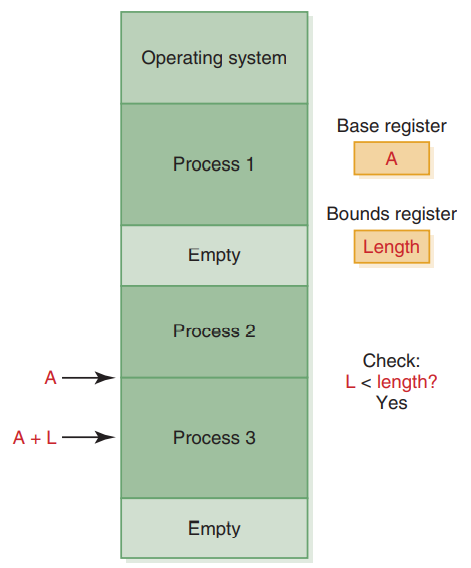 Operating system
Process 1
Empty
Process 2
Process 3
Empty
A
A + L
Base register
A
Bounds register
Length
Check:
L < length?
Yes